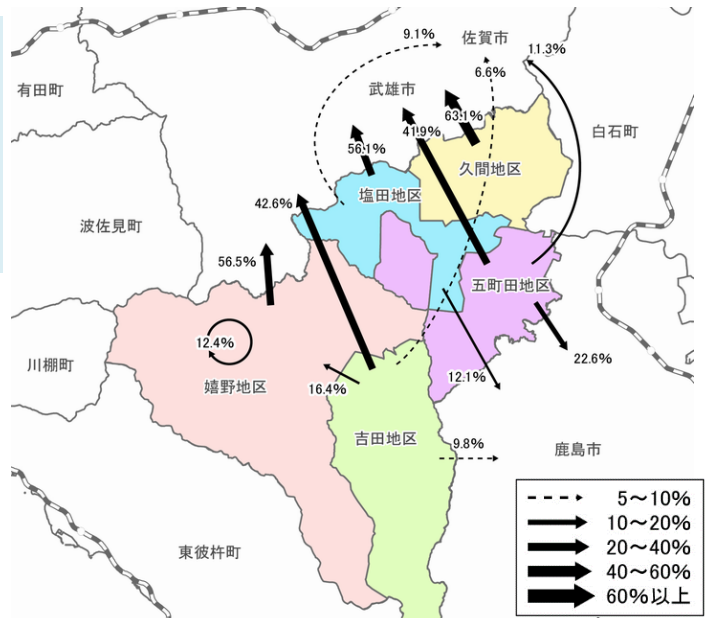 9.1%
佐賀市
11.3%
6.6%
有田町
武雄市
63.1%
41.9%
白石町
56.1%
久間地区
塩田地区
42.6%
波佐見町
56.5%
五町田地区
12.4%
川棚町
22.6%
12.1%
16.4%
嬉野地区
吉田地区
9.8%
鹿島市
東彼杵町
5～10%
10～20%
20～40%
40～60%
60%以上